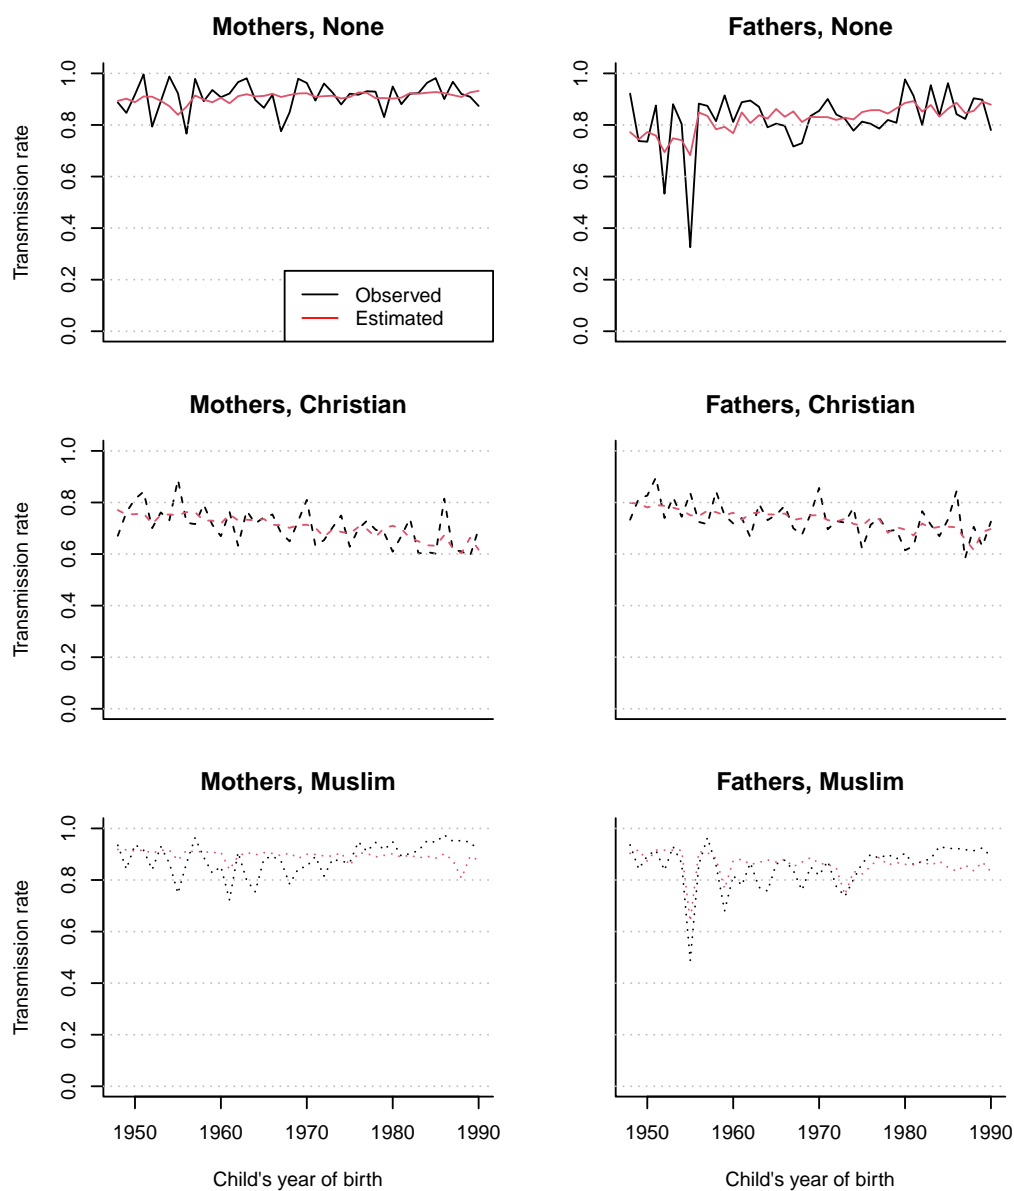 Mothers, None
Fathers, None
Transmission rate
0.0 0.2 0.4 0.6 0.8 1.0
Observed
Estimated
0.0 0.2 0.4 0.6 0.8 1.0
Mothers, Christian
Fathers, Christian
Transmission rate
0.0 0.2 0.4 0.6 0.8 1.0
0.0 0.2 0.4 0.6 0.8 1.0
Mothers, Muslim
Fathers, Muslim
Transmission rate
0.0 0.2 0.4 0.6 0.8 1.0
0.0 0.2 0.4 0.6 0.8 1.0
1950 1960 1970 1980 1990
1950 1960 1970 1980 1990
Child's year of birth
Child's year of birth